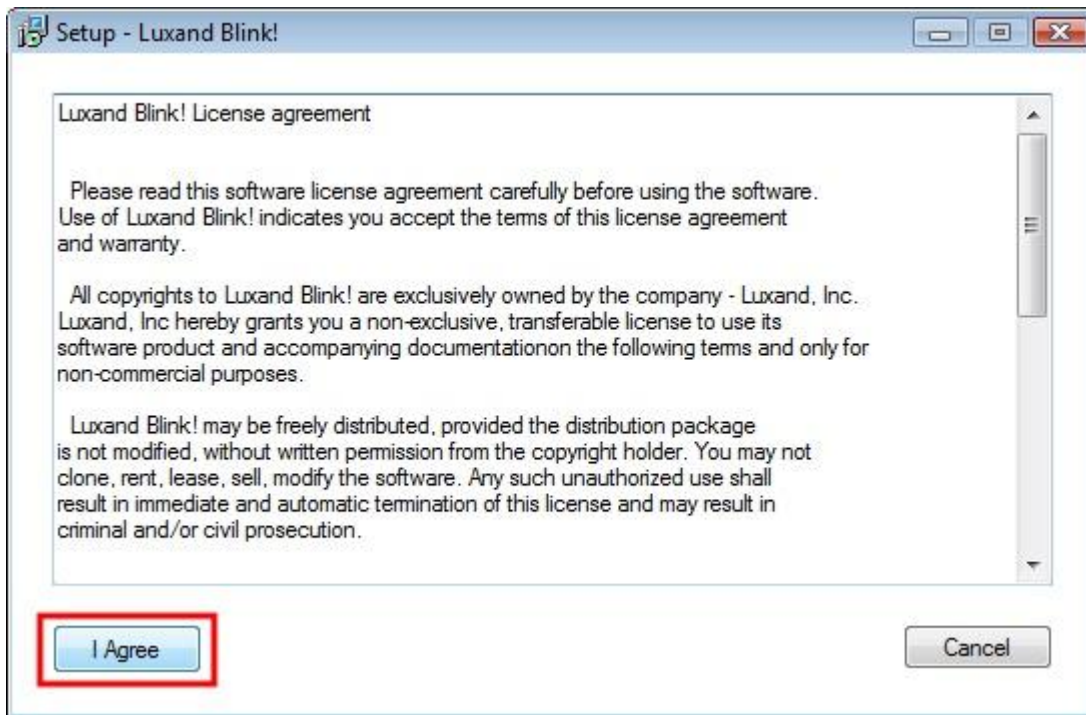 Setup - Luxand Blink!
Luxand Blink! License agreement
Please read this software license agreement carefully before using the software.
Use of Luxand Blink! indicates you accept the terms of this license agreement
and warranty.
All copyrights to Luxand Blink! are exclusively owned by the company - Luxand, Inc.
Luxand, Inc hereby grants you a non-exclusive, transferable license to use its
software product and accompanying documentationon the following terms and only for
non-commercial purposes.
Luxand Blink! may be freely distributed, provided the distribution package
is not modified, without written permission from the copyright holder. You may not
clone, rent, lease, sell, modify the software. Any such unauthorized use shall
result in immediate and automatic termination of this license and may result in
criminal and/or civil prosecution.
I Agree
Cancel